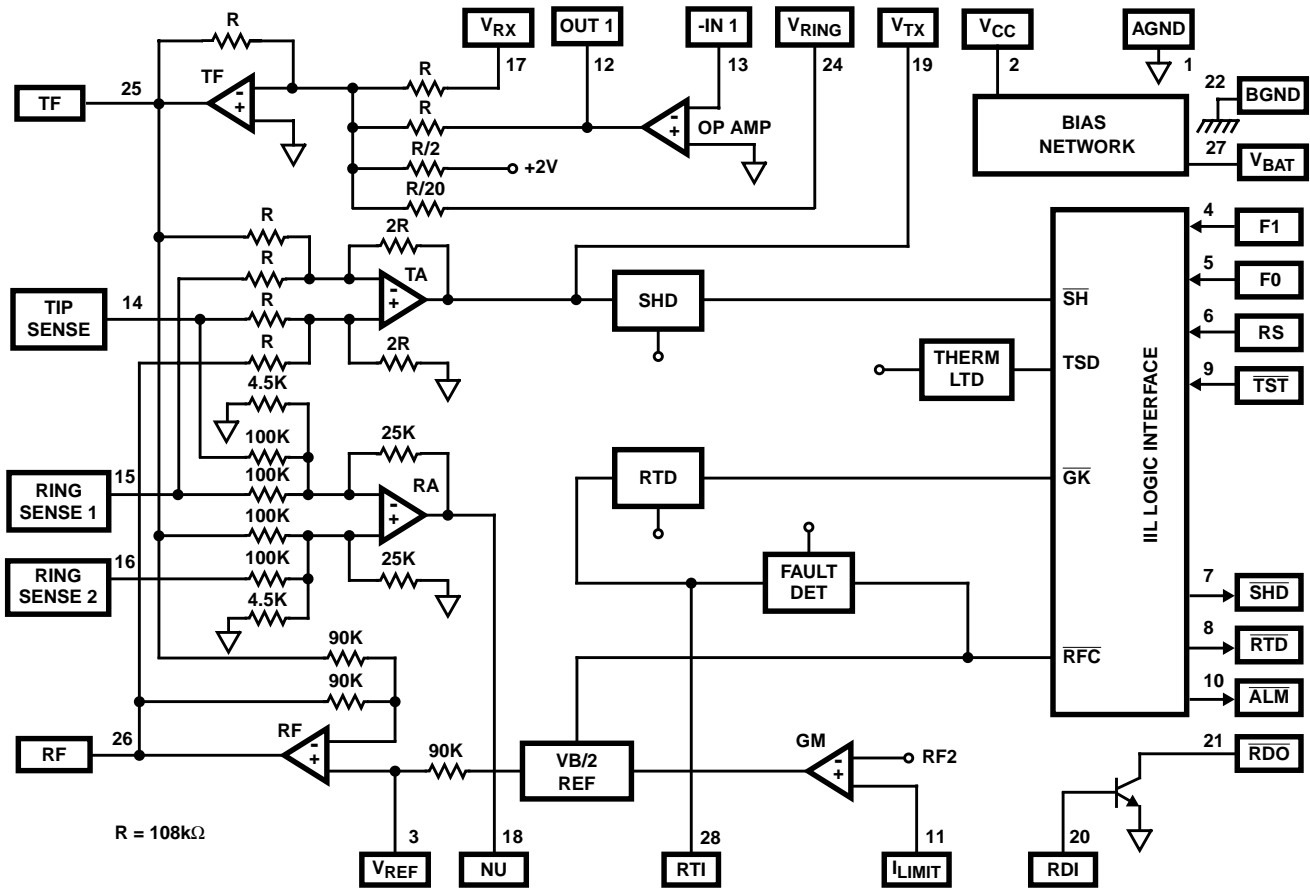 R
VRX
OUT 1
-IN 1
VRING
VTX
VCC
AGND
17
12
13
24
19
2
1
TF
25
TF
-
+
R
R
R/2
+2V
R/20
-
+
OP AMP
BIAS
NETWORK
22
BGND
27
VBAT
R
2R
R
TA
-
+
TIP
SENSE
14
R
R
2R
SHD
SH
4
F1
5
F0
6
RS
9
TST
THERM
LTD
TSD
IIL LOGIC INTERFACE
4.5K
100K
25K
RING
SENSE 1
15
100K
RA
-
+
100K
RTD
GK
RING
SENSE 2
16
100K
25K
4.5K
FAULT
DET
7
SHD
8
RTD
10
ALM
90K
RFC
90K
RF
26
RF
-
+
90K
VB/2
REF
GM
-
+
RF2
21
RDO
R = 108kΩ
3
18
28
11
20
VREF
NU
RTI
ILIMIT
RDI